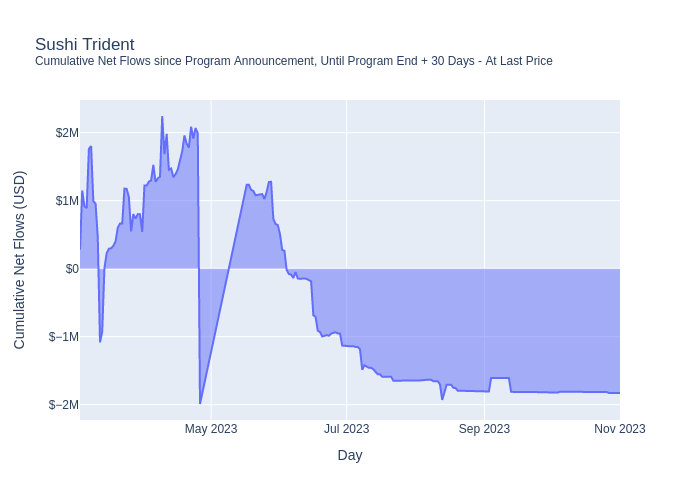 Sushi Trident
Cumulative Net Flows since Program Announcement, Until Program End + 30 Days - At Last Price
$2M
$1M
$0
$−1M
$−2M
Cumulative Net Flows (USD)
May 2023
Jul 2023
Sep 2023
Nov 2023
Day